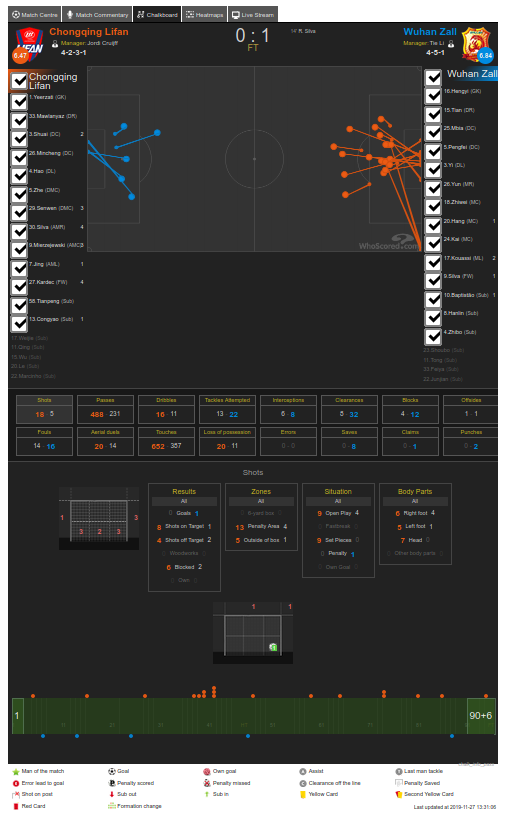 Match Centre Match Commentary Chalkboard Heatmaps Live Stream
Chongqing Lifan
Manager: Jordi Cruijff
4-2-3-1
6.47
LIFAN
0 : 1
FT
14' R. Silva
Wuhan Zall
Manager: Tie Li
4-5-1
6.84
Chongqing Lifan
1.Yeerzati (GK)
33.Mawlanyaz (DR)
3.Shuai (DC) 2
26.Mincheng (DC)
4.Hao (DL)
5.Zhe (DMC)
29.Senwen (DMC) 3
30.Silva (AMR) 4
9.Mierzejewski (AMC) 3
7.Jing (AML) 1
27.Kardec (FW) 4
58.Tianpeng (Sub)
13.Congyao (Sub) 1
17.Weijie (Sub)
11.Qing (Sub)
15.Wu (Sub)
20.Le (Sub)
22.Marcinho (Sub)
WhoScored.com
Wuhan Zall
16.Hengyi (GK)
15.Tian (DR)
25.Mbia (DC)
5.Pengfei (DC)
3.Yi (DL)
26.Yun (MR)
18.Zhiwei (MC)
20.Hang (MC) 1
24.Kai (MC)
17.Kouassi (ML) 2
9.Silva (FW) 1
10.Baptistão (Sub) 1
8.Hanlin (Sub)
4.Zhibo (Sub)
23.Shoubo (Sub)
11.Tong (Sub)
33.Peiya (Sub)
22.Junjian (Sub)
Shots Passes Dribbles Tackles Attempted Interceptions Clearances Blocks Offsides
18 - 5 488 - 231 16 - 11 13 - 22 6 - 8 5 - 32 4 - 12 1 - 1
Fouls Aerial duels Touches Loss of possession Errors Saves Claims Punches
14 - 16 20 - 14 652 - 357 20 - 11 0 - 0 0 - 8 0 - 1 0 - 2
Shots
1 3
3 2 3
Results
All
0 Goals 1
8 Shots on Target 1
4 Shots off Target 2
0 Woodworks 0
6 Blocked 2
0 Own 0
Zones
All
0 6-yard box 0
13 Penalty Area 4
5 Outside of box 1
Situation
All
9 Open Play 4
0 Fastbreak 0
9 Set Pieces 0
0 Penalty 1
0 Own Goal 0
Body Parts
All
6 Right foot 4
5 Left foot 1
7 Head 0
0 Other body parts 0
1 1
1
1 90+6
Man of the match Goal Own goal Assist Last man tackle
Error lead to goal Penalty scored Penalty missed Clearance off the line Penalty Saved
Shot on post Sub out Sub in Yellow Card Second Yellow Card
Red Card Formation change
Last updated at 2019-11-27 13:31:06